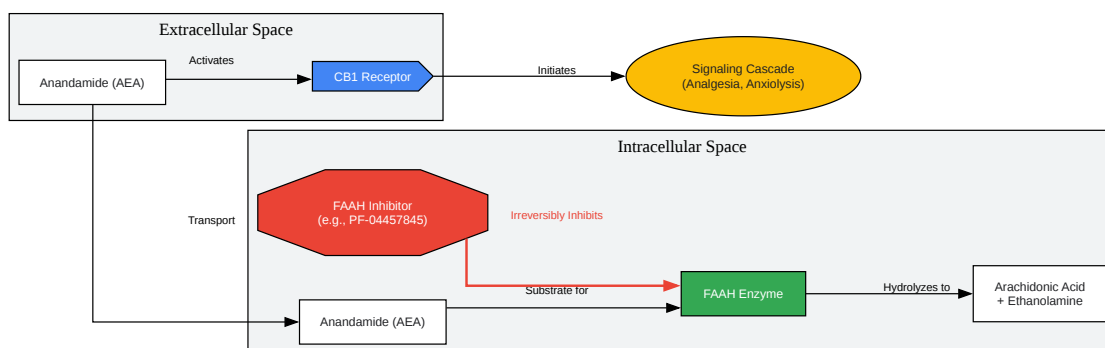 Extracellular Space
Anandamide (AEA)
Activates
CB1 Receptor
Initiates
Signaling Cascade
(Analgesia, Anxiolysis)
Intracellular Space
Transport
FAAH Inhibitor
(e.g., PF-04457845)
Irreversibly Inhibits
Anandamide (AEA)
Substrate for
FAAH Enzyme
Hydrolyzes to
Arachidonic Acid
+ Ethanolamine